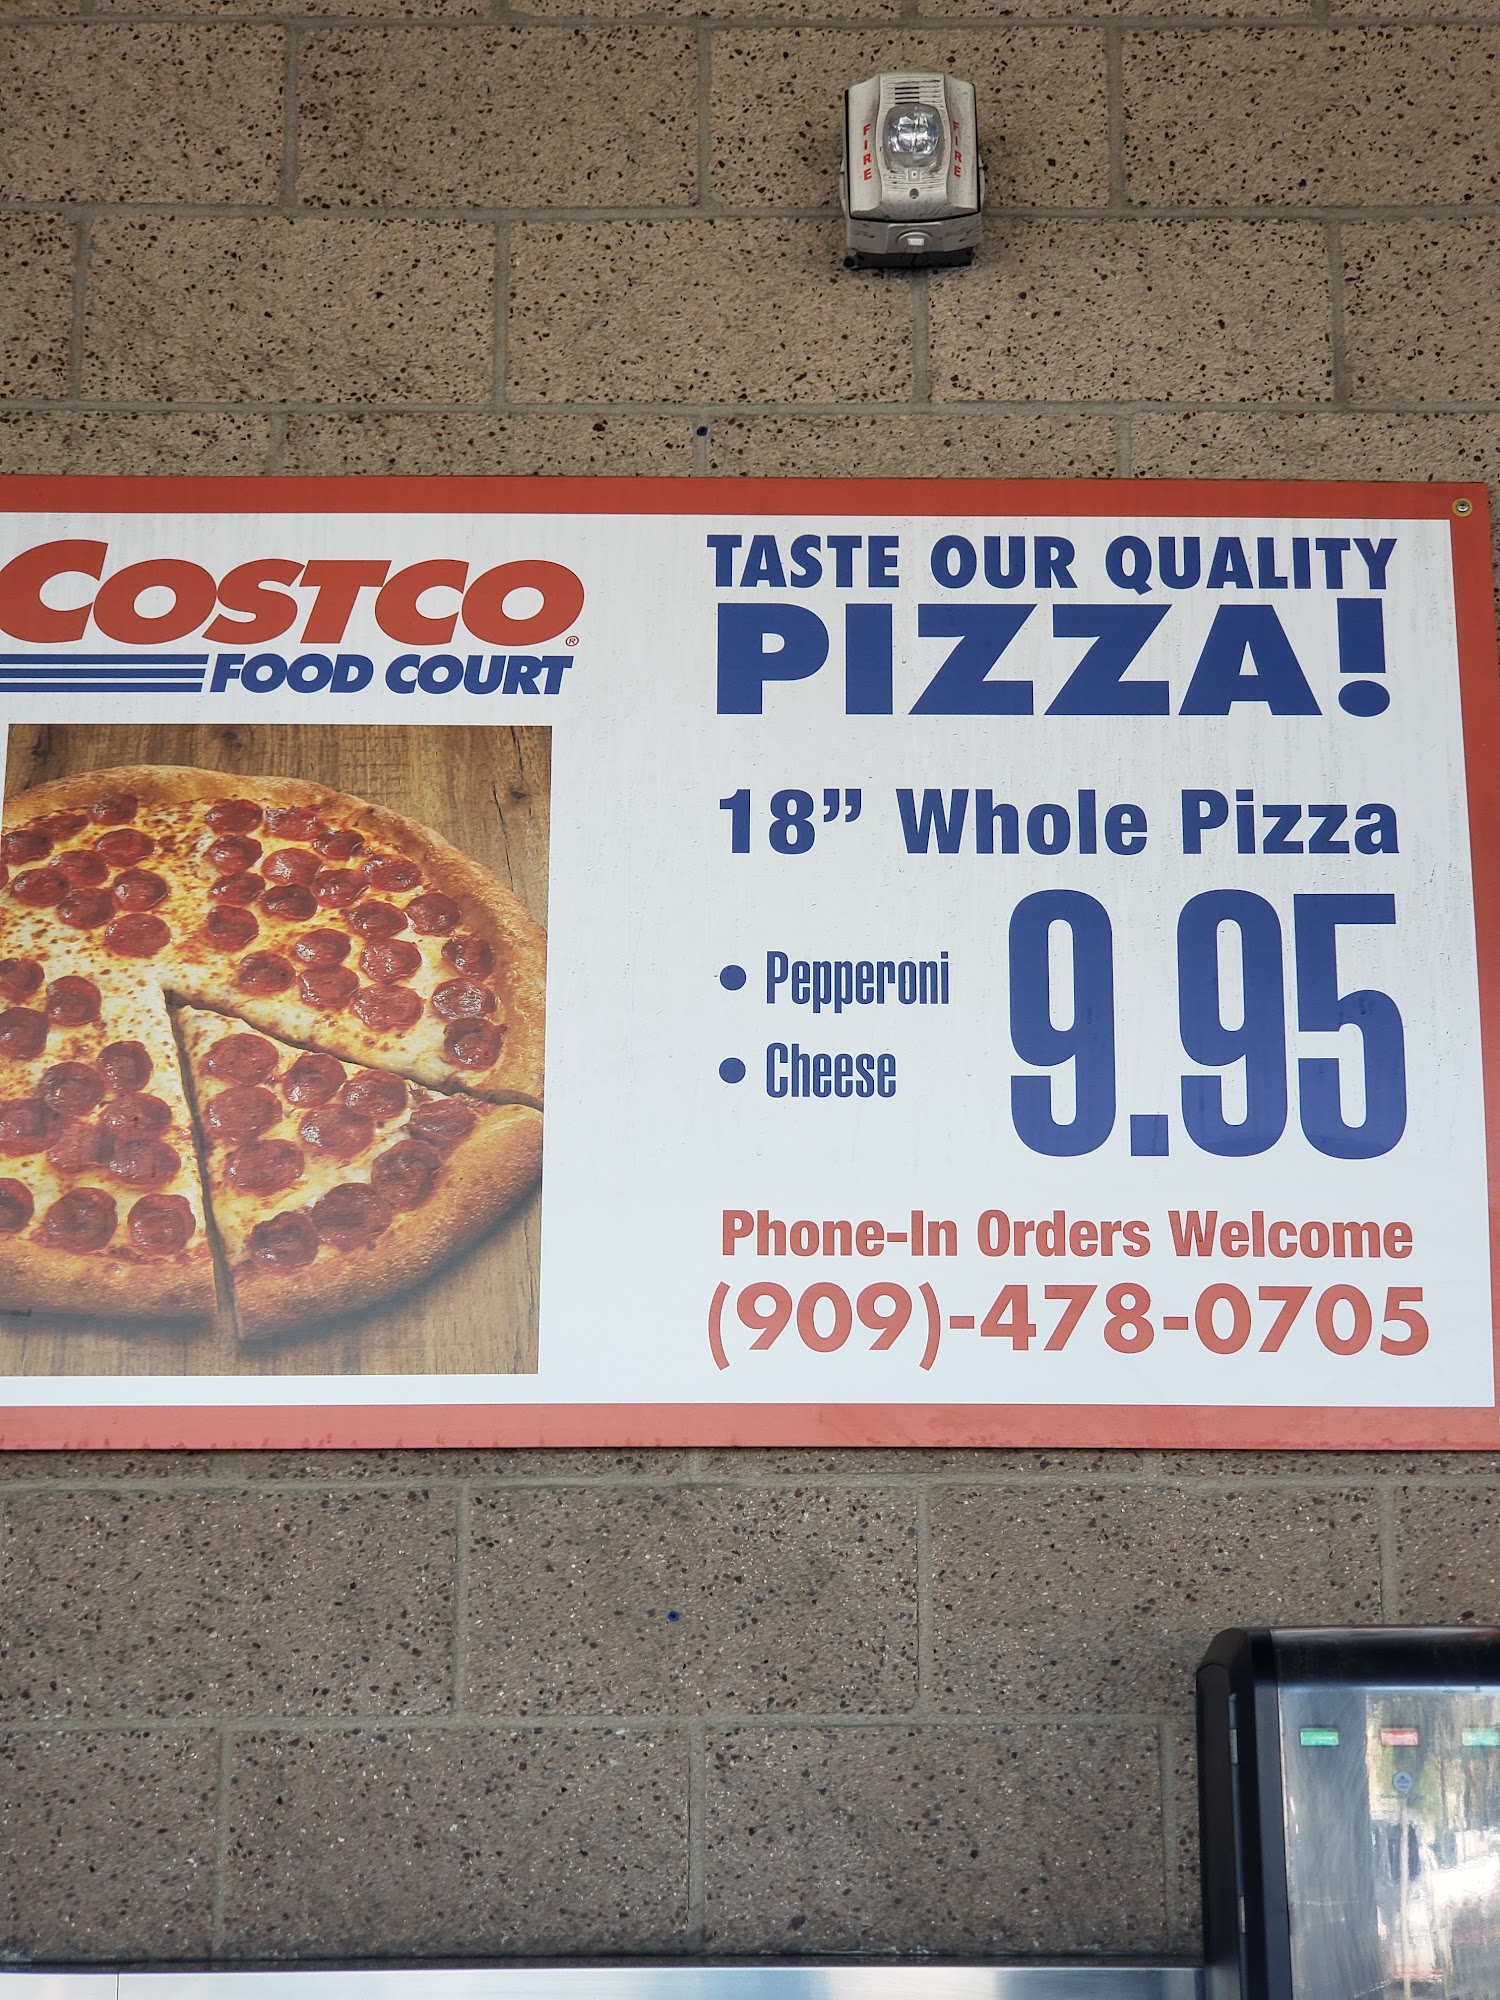 FIRE FIRE
COSTCO®
FOOD COURT
TASTE OUR QUALITY
PIZZA!
18” Whole Pizza
• Pepperoni
• Cheese
9.95
Phone-In Orders Welcome
(909)-478-0705